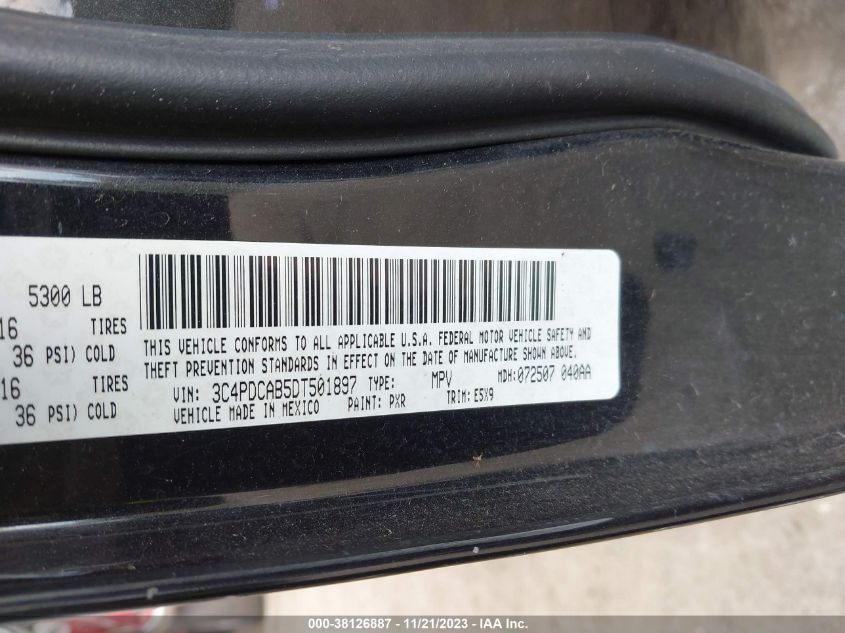 5300 LB
16 TIRES
36 PSI) COLD
16 TIRES
36 PSI) COLD
THIS VEHICLE CONFORMS TO ALL APPLICABLE U.S.A. FEDERAL MOTOR VEHICLE SAFETY AND
THEFT PREVENTION STANDARDS IN EFFECT ON THE DATE OF MANUFACTURE SHOWN ABOVE.
VIN: 3C4PDCAB5DT501897 TYPE: MPV MDH:072507 040AA
VEHICLE MADE IN MEXICO PAINT: PXR TRIM: E5X9
000-38126887 - 11/21/2023 - IAA Inc.